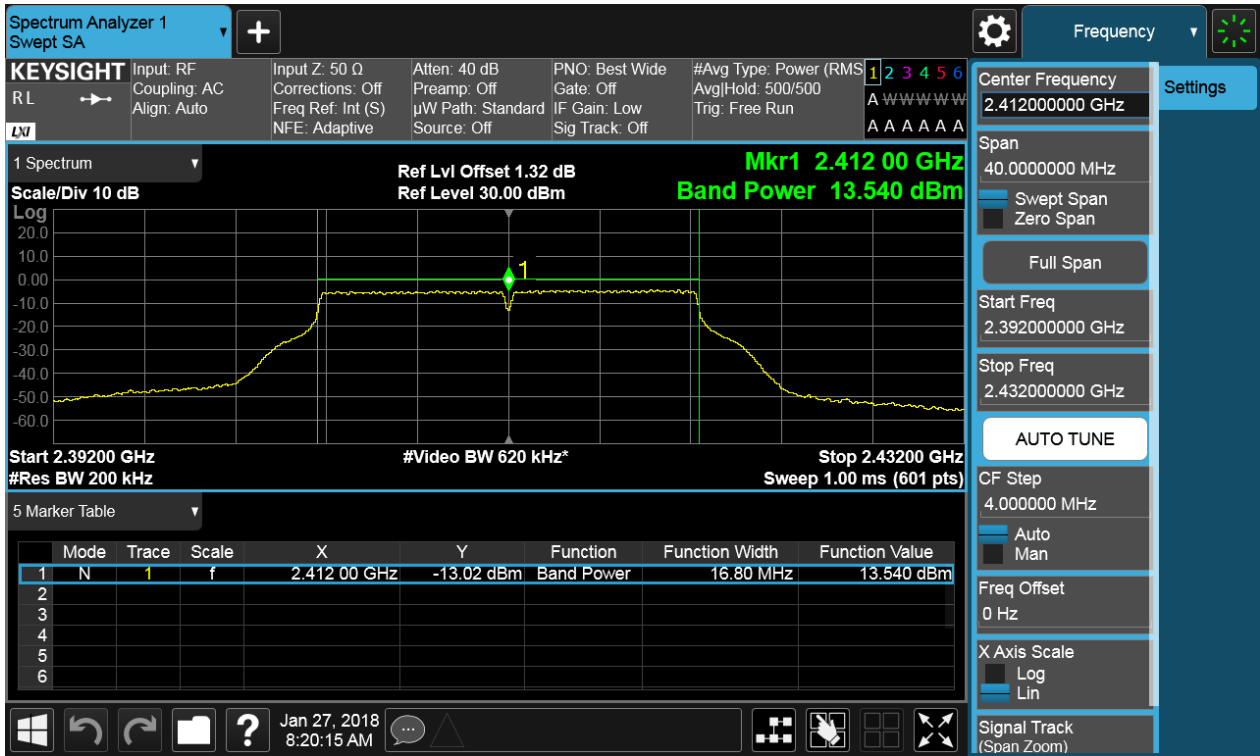 Spectrum Analyzer 1
Swept SA
+
Frequency
KEYSIGHT
RL
LXI
Input: RF
Coupling: AC
Align: Auto
Input Z: 50 Ω
Corrections: Off
Freq Ref: Int (S)
NFE: Adaptive
Atten: 40 dB
Preamp: Off
µW Path: Standard
Source: Off
PNO: Best Wide
Gate: Off
IF Gain: Low
Sig Track: Off
#Avg Type: Power (RMS
Avg|Hold: 500/500
Trig: Free Run
1 2 3 4 5 6
A W W W W W
A A A A A A
1 Spectrum
Scale/Div 10 dB
Log
Ref Lvl Offset 1.32 dB
Ref Level 30.00 dBm
Mkr1 2.412 00 GHz
Band Power 13.540 dBm
20.0
10.0
0.00
-10.0
-20.0
-30.0
-40.0
-50.0
-60.0
1
Start 2.39200 GHz
#Res BW 200 kHz
#Video BW 620 kHz*
Stop 2.43200 GHz
Sweep 1.00 ms (601 pts)
5 Marker Table
Mode Trace Scale X Y Function Function Width Function Value
1 N 1 f 2.412 00 GHz -13.02 dBm Band Power 16.80 MHz 13.540 dBm
2
3
4
5
6
Center Frequency
2.412000000 GHz
Settings
Span
40.0000000 MHz
Swept Span
Zero Span
Full Span
Start Freq
2.392000000 GHz
Stop Freq
2.432000000 GHz
AUTO TUNE
CF Step
4.000000 MHz
Auto
Man
Freq Offset
0 Hz
X Axis Scale
Log
Lin
Signal Track
(Span Zoom)
?
Jan 27, 2018
8:20:15 AM